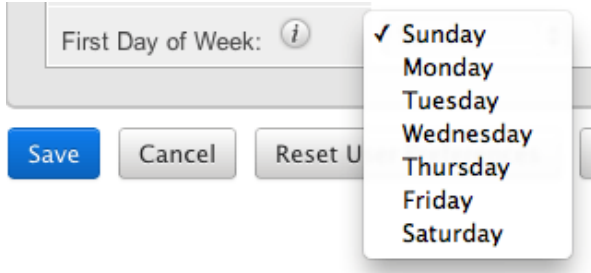 First Day of Week: i
✓ Sunday
Monday
Tuesday
Wednesday
Thursday
Friday
Saturday
Save
Cancel
Reset U